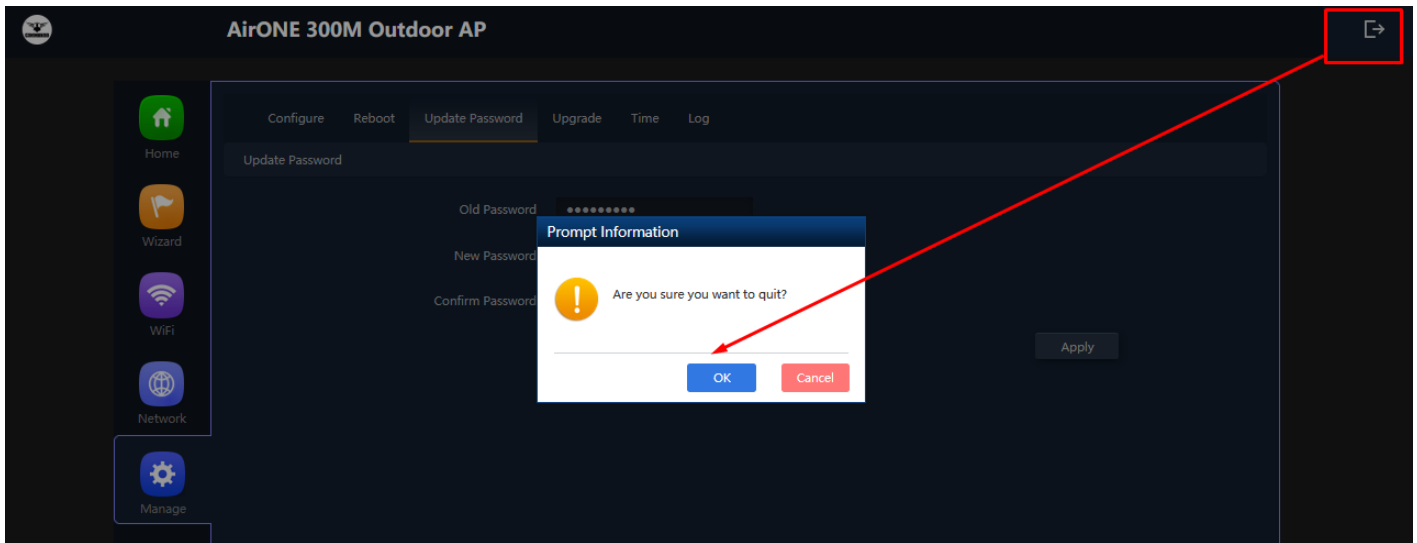 AirONE 300M Outdoor AP
Configure Reboot Update Password Upgrade Time Log
Home
Update Password
Old Password •••••••••
Wizard
Prompt Information
New Password
Are you sure you want to quit?
Confirm Password
WiFi
Apply
OK Cancel
Network
Manage